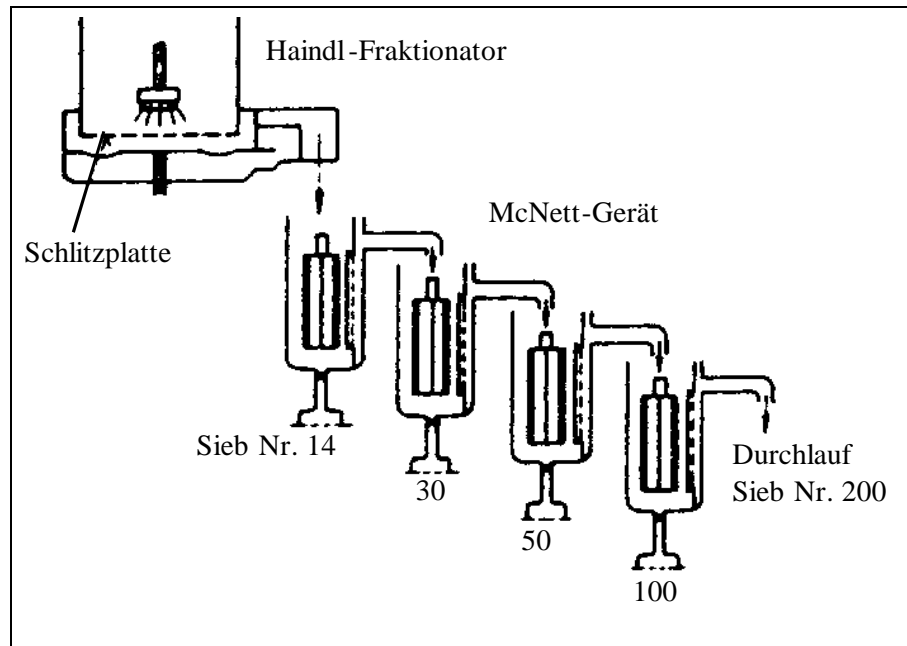 Haindl-Fraktionator
McNett-Gerät
Schlitzplatte
Sieb Nr. 14
30
50
100
Durchlauf
Sieb Nr. 200